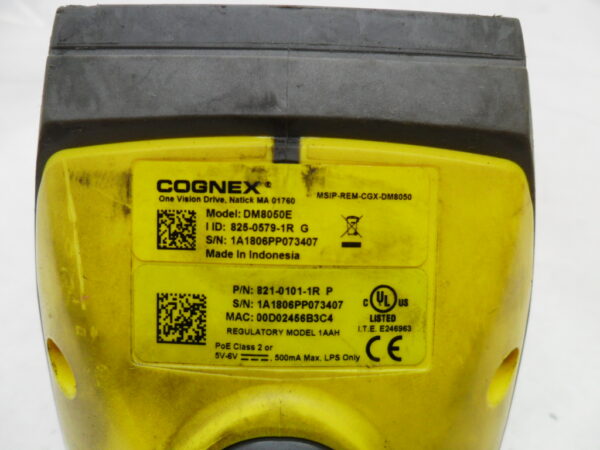 COGNEX®
One Vision Drive, Natick MA 01760
MSIP-REM-CGX-DM8050
Model: DM8050E
I ID: 825-0579-1R G
S/N: 1A1806PP073407
Made in Indonesia
P/N: 821-0101-1R P
S/N: 1A1806PP073407
MAC: 00D02456B3C4
REGULATORY MODEL 1AAH
PoE Class 2 or
5V-6V 500mA Max. LPS Only
C UL US
LISTED
I.T.E. E246963
CE